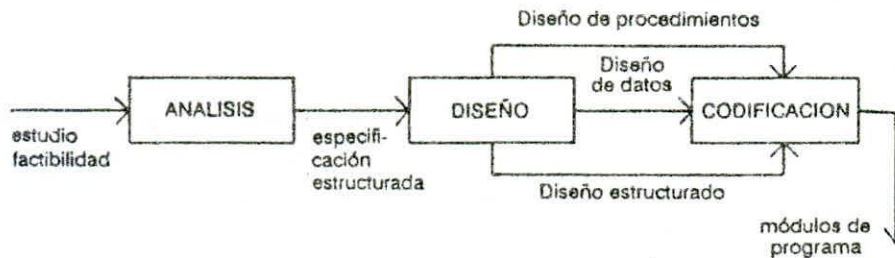 Diseño de procedimientos
Diseño
de datos
ANALISIS
DISEÑO
CODIFICACION
estudio
factibilidad
especifi-
cación
estructurada
Diseño estructurado
módulos de
programa